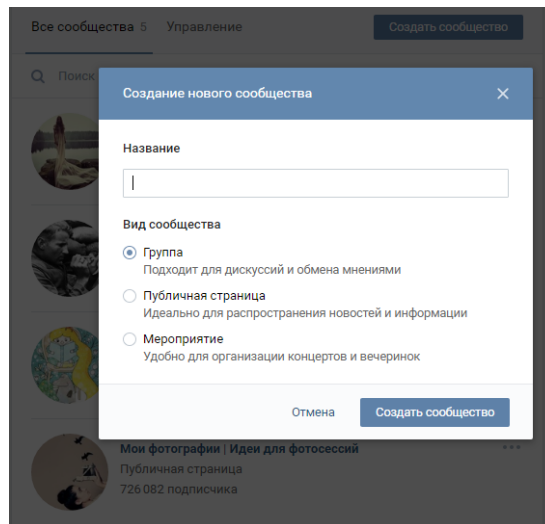 Все сообщества 5 Управление Создать сообщество
Поиск
Создание нового сообщества
Название
Вид сообщества
Группа
Подходит для дискуссий и обмена мнениями
Публичная страница
Идеально для распространения новостей и информации
Мероприятие
Удобно для организации концертов и вечеринок
Отмена Создать сообщество
Мои фотографии | Идеи для фотосессий
Публичная страница
726 082 подписчика